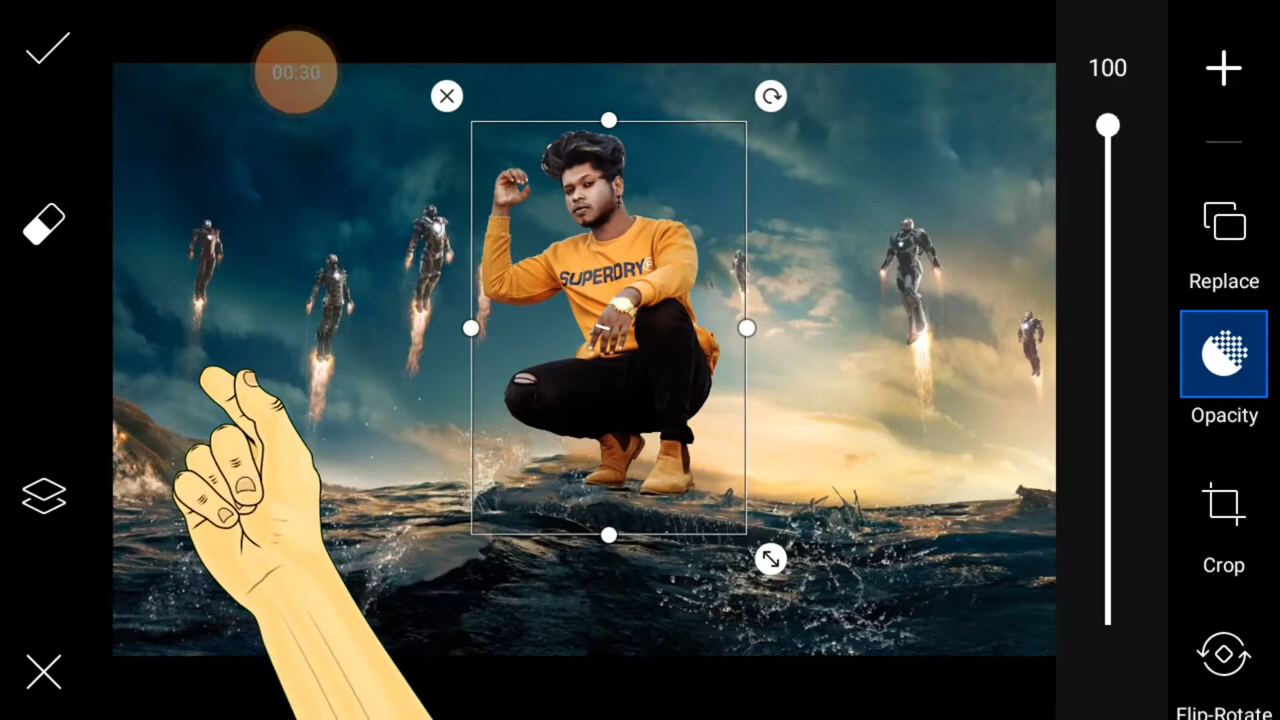 00:30
100
SUPERDRY®
Replace
Opacity
Crop
Flip-Rotate